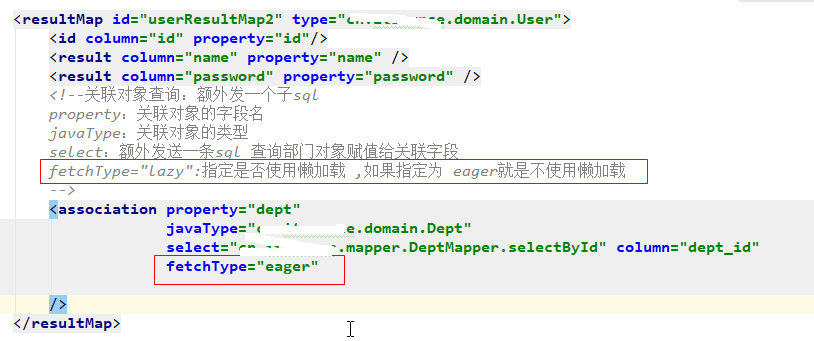 <resultMap id="userResultMap2" type="cn. .domain.User">
<id column="id" property="id"/>
<result column="name" property="name" />
<result column="password" property="password" />
<!--关联对象查询：额外发一个子sql
property：关联对象的字段名
javaType：关联对象的类型
select：额外发送一条sql 查询部门对象赋值给关联字段
fetchType="lazy":指定是否使用懒加载 ,如果指定为 eager就是不使用懒加载
-->
<association property="dept"
javaType=" .domain.Dept"
select=" .mapper.DeptMapper.selectById" column="dept_id"
fetchType="eager"
/>
</resultMap>